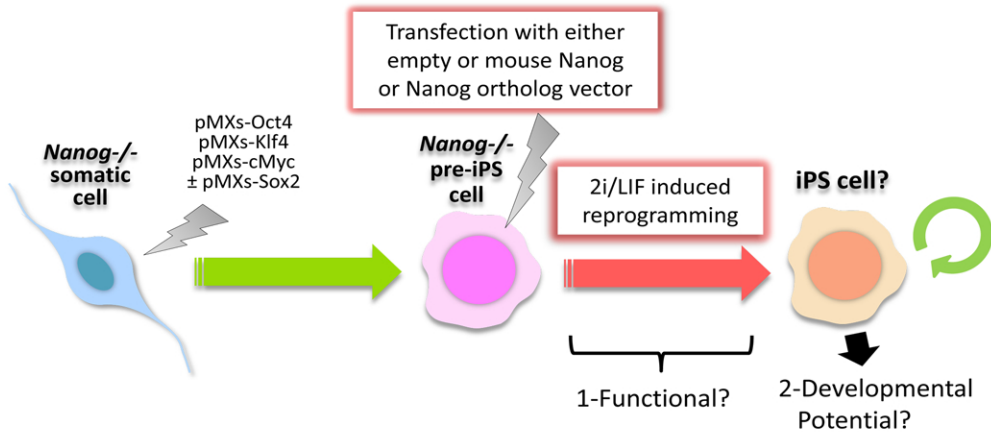 Transfection with either
empty or mouse Nanog
or Nanog ortholog vector
pMXs-Oct4
pMXs-Klf4
pMXs-cMyc
± pMXs-Sox2
Nanog-/-
somatic
cell
Nanog-/-
pre-iPS
cell
2i/LIF induced
reprogramming
iPS cell?
1-Functional?
2-Developmental
Potential?